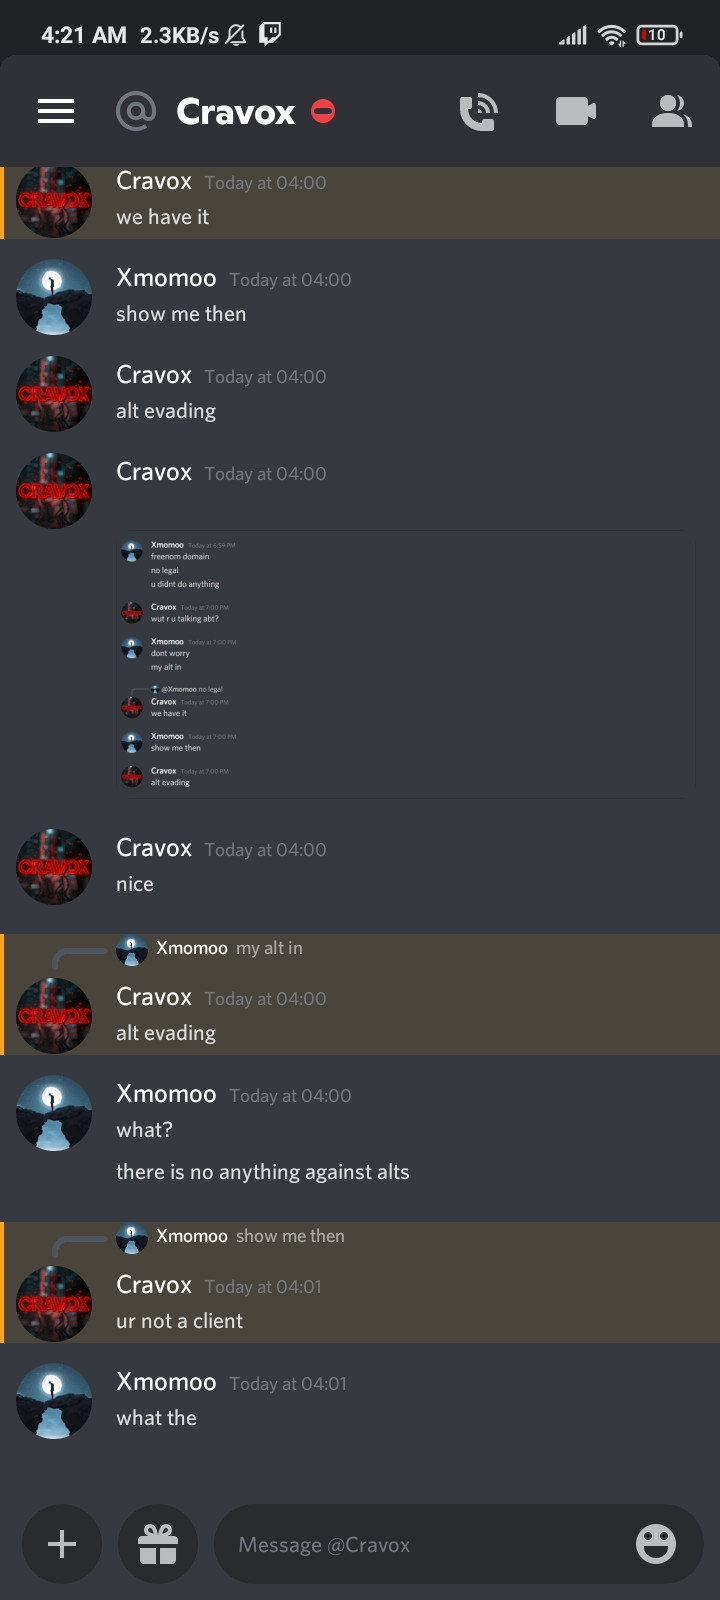 4:21 AM 2.3KB/s 10
Cravox
Cravox Today at 04:00
we have it
Xmomoo Today at 04:00
show me then
Cravox Today at 04:00
alt evading
Cravox Today at 04:00
Xmomoo Today at 6:59 PM
freenom domain
no legal
u didnt do anything
Cravox Today at 7:00 PM
wut r u talking abt?
Xmomoo Today at 7:00 PM
dont worry
my alt in
@Xmomoo no legal
Cravox Today at 7:00 PM
we have it
Xmomoo Today at 7:00 PM
show me then
Cravox Today at 7:00 PM
alt evading
Cravox Today at 04:00
nice
Xmomoo my alt in
Cravox Today at 04:00
alt evading
Xmomoo Today at 04:00
what?
there is no anything against alts
Xmomoo show me then
Cravox Today at 04:01
ur not a client
Xmomoo Today at 04:01
what the
Message @Cravox